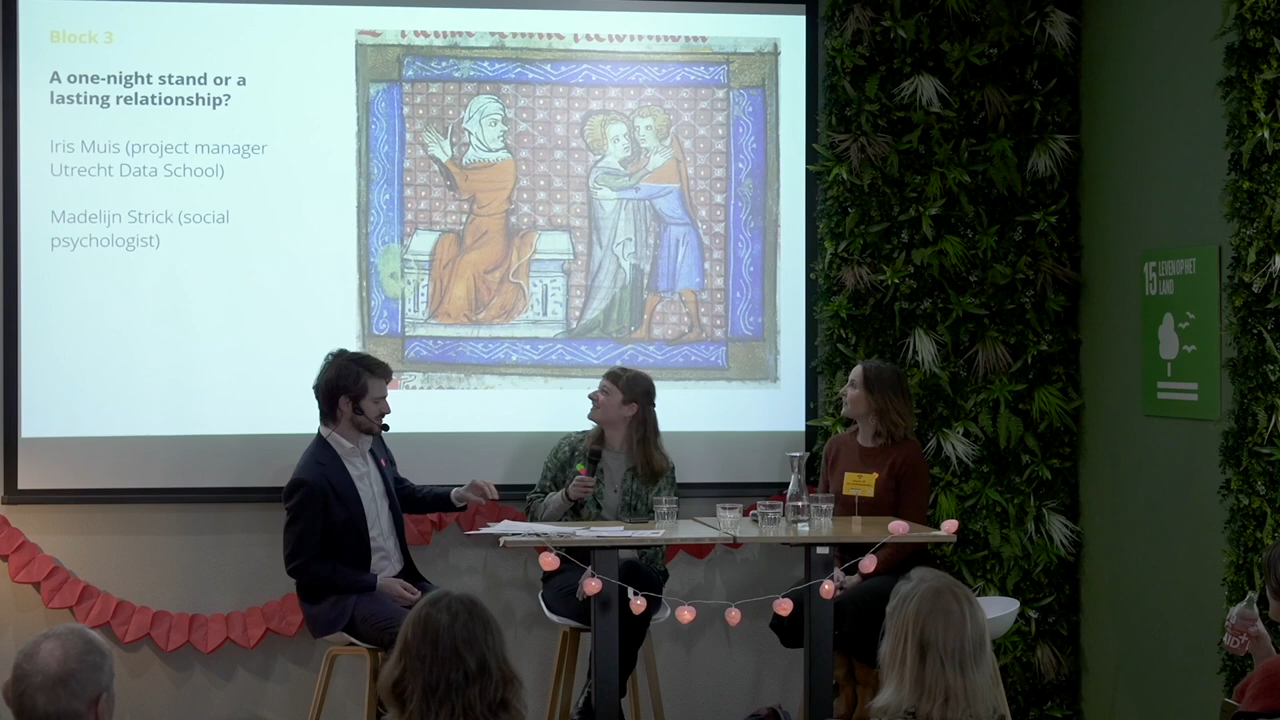 Block 3
A one-night stand or a
lasting relationship?
Iris Muis (project manager
Utrecht Data School)
Madelijn Strick (social
psychologist)
15 LEVEN OP HET
LAND